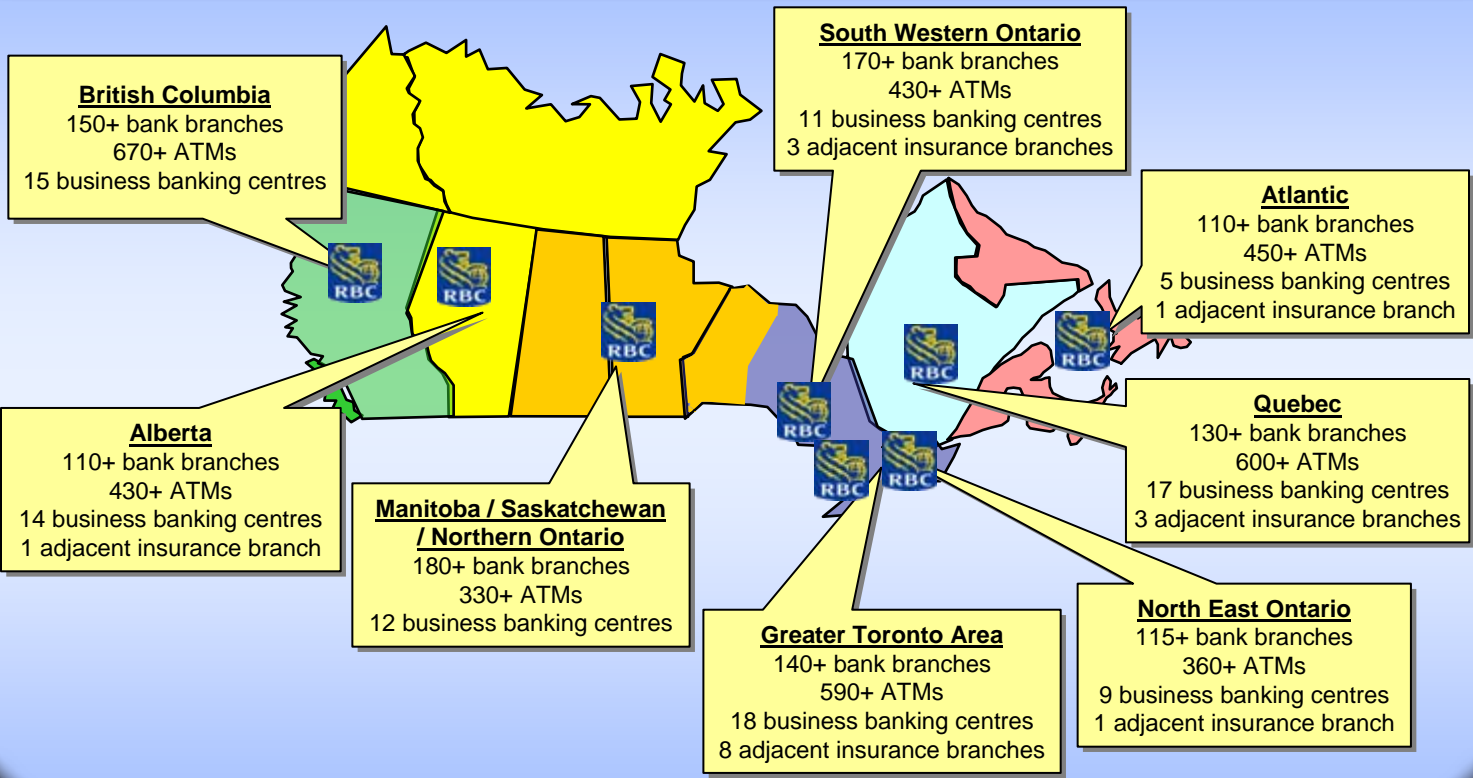 British Columbia
150+ bank branches
670+ ATMs
15 business banking centres
South Western Ontario
170+ bank branches
430+ ATMs
11 business banking centres
3 adjacent insurance branches
Atlantic
110+ bank branches
450+ ATMs
5 business banking centres
1 adjacent insurance branch
RBC
RBC
RBC
RBC
RBC
RBC
RBC
RBC
Alberta
110+ bank branches
430+ ATMs
14 business banking centres
1 adjacent insurance branch
Manitoba / Saskatchewan
/ Northern Ontario
180+ bank branches
330+ ATMs
12 business banking centres
Quebec
130+ bank branches
600+ ATMs
17 business banking centres
3 adjacent insurance branches
Greater Toronto Area
140+ bank branches
590+ ATMs
18 business banking centres
8 adjacent insurance branches
North East Ontario
115+ bank branches
360+ ATMs
9 business banking centres
1 adjacent insurance branch